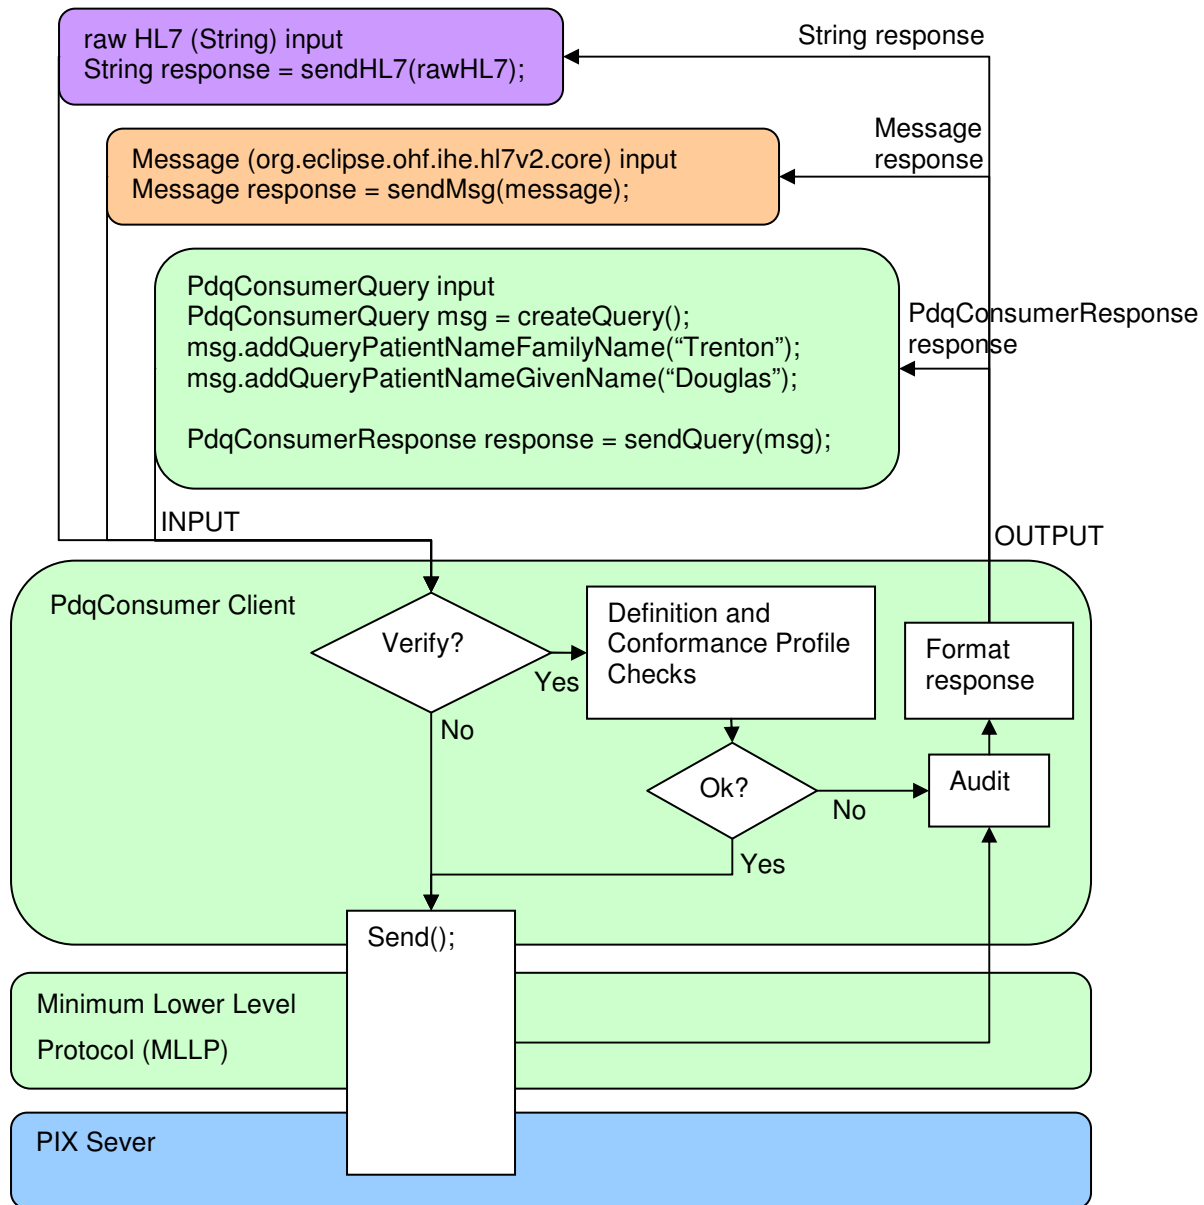 raw HL7 (String) input
String response = sendHL7(rawHL7);
String response
Message (org.eclipse.ohf.ihe.hl7v2.core) input
Message response = sendMsg(message);
Message
response
PdqConsumerQuery input
PdqConsumerQuery msg = createQuery();
msg.addQueryPatientNameFamilyName(“Trenton”);
msg.addQueryPatientNameGivenName(“Douglas”);
PdqConsumerResponse response = sendQuery(msg);
PdqConsumerResponse
response
INPUT
OUTPUT
PdqConsumer Client
Verify?
Yes
No
Definition and
Conformance Profile
Checks
Format
response
Ok?
No
Yes
Audit
Send();
Minimum Lower Level
Protocol (MLLP)
PIX Sever